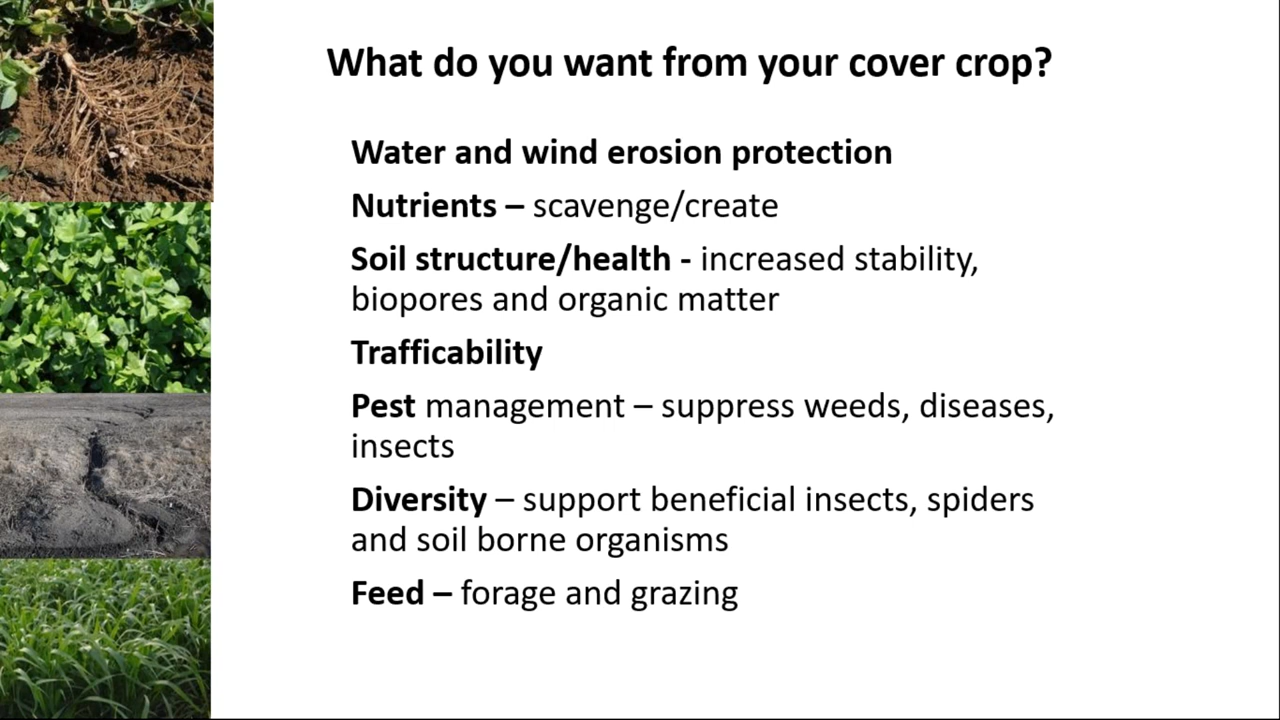 What do you want from your cover crop?
Water and wind erosion protection
Nutrients – scavenge/create
Soil structure/health - increased stability,
biopores and organic matter
Trafficability
Pest management – suppress weeds, diseases,
insects
Diversity – support beneficial insects, spiders
and soil borne organisms
Feed – forage and grazing